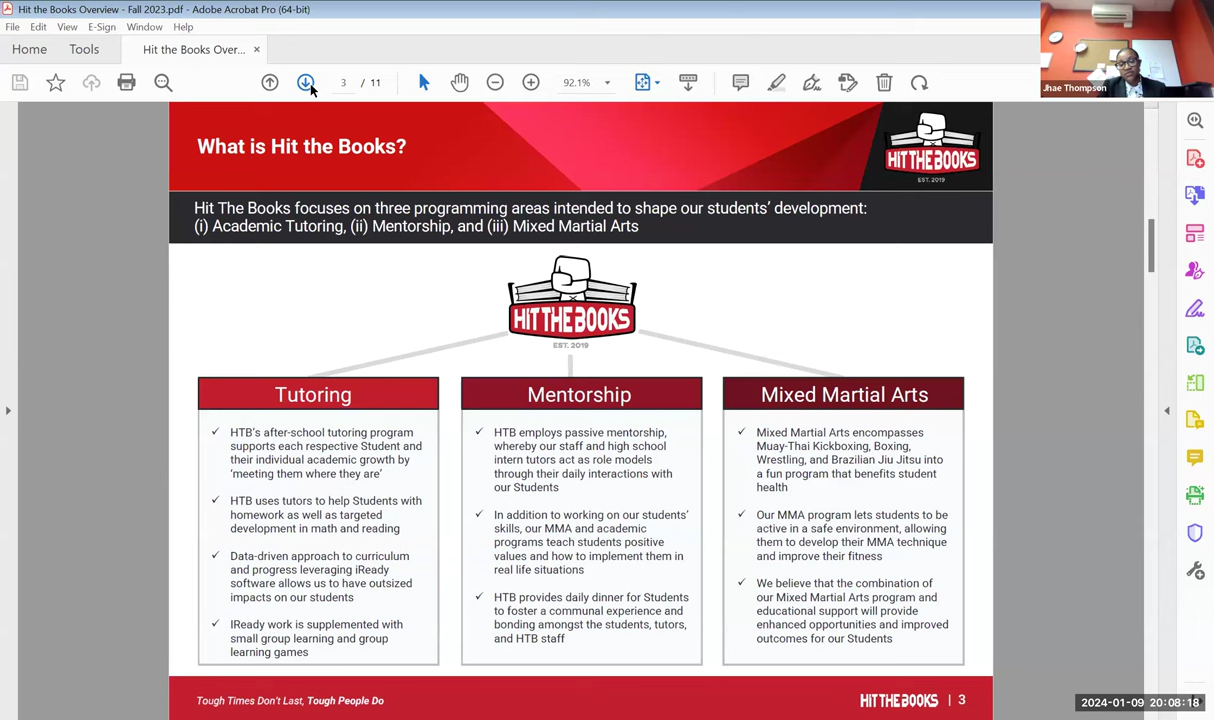 Hit the Books Overview - Fall 2023.pdf - Adobe Acrobat Pro (64-bit)
File Edit View E-Sign Window Help
Home Tools Hit the Books Over... ×
3 / 11 92.1%
Jhae Thompson
What is Hit the Books?
HIT THE BOOKS
EST. 2019
Hit The Books focuses on three programming areas intended to shape our students’ development:
(i) Academic Tutoring, (ii) Mentorship, and (iii) Mixed Martial Arts
HIT THE BOOKS
EST. 2019
Tutoring
HTB’s after-school tutoring program
supports each respective Student and
their individual academic growth by
‘meeting them where they are’
HTB uses tutors to help Students with
homework as well as targeted
development in math and reading
Data-driven approach to curriculum
and progress leveraging iReady
software allows us to have outsized
impacts on our students
IReady work is supplemented with
small group learning and group
learning games
Mentorship
HTB employs passive mentorship,
whereby our staff and high school
intern tutors act as role models
through their daily interactions with
our Students
In addition to working on our students’
skills, our MMA and academic
programs teach students positive
values and how to implement them in
real life situations
HTB provides daily dinner for Students
to foster a communal experience and
bonding amongst the students, tutors,
and HTB staff
Mixed Martial Arts
Mixed Martial Arts encompasses
Muay-Thai Kickboxing, Boxing,
Wrestling, and Brazilian Jiu Jitsu into
a fun program that benefits student
health
Our MMA program lets students to be
active in a safe environment, allowing
them to develop their MMA technique
and improve their fitness
We believe that the combination of
our Mixed Martial Arts program and
educational support will provide
enhanced opportunities and improved
outcomes for our Students
Tough Times Don't Last, Tough People Do
HIT THE BOOKS | 3
2024-01-09 20:08:18